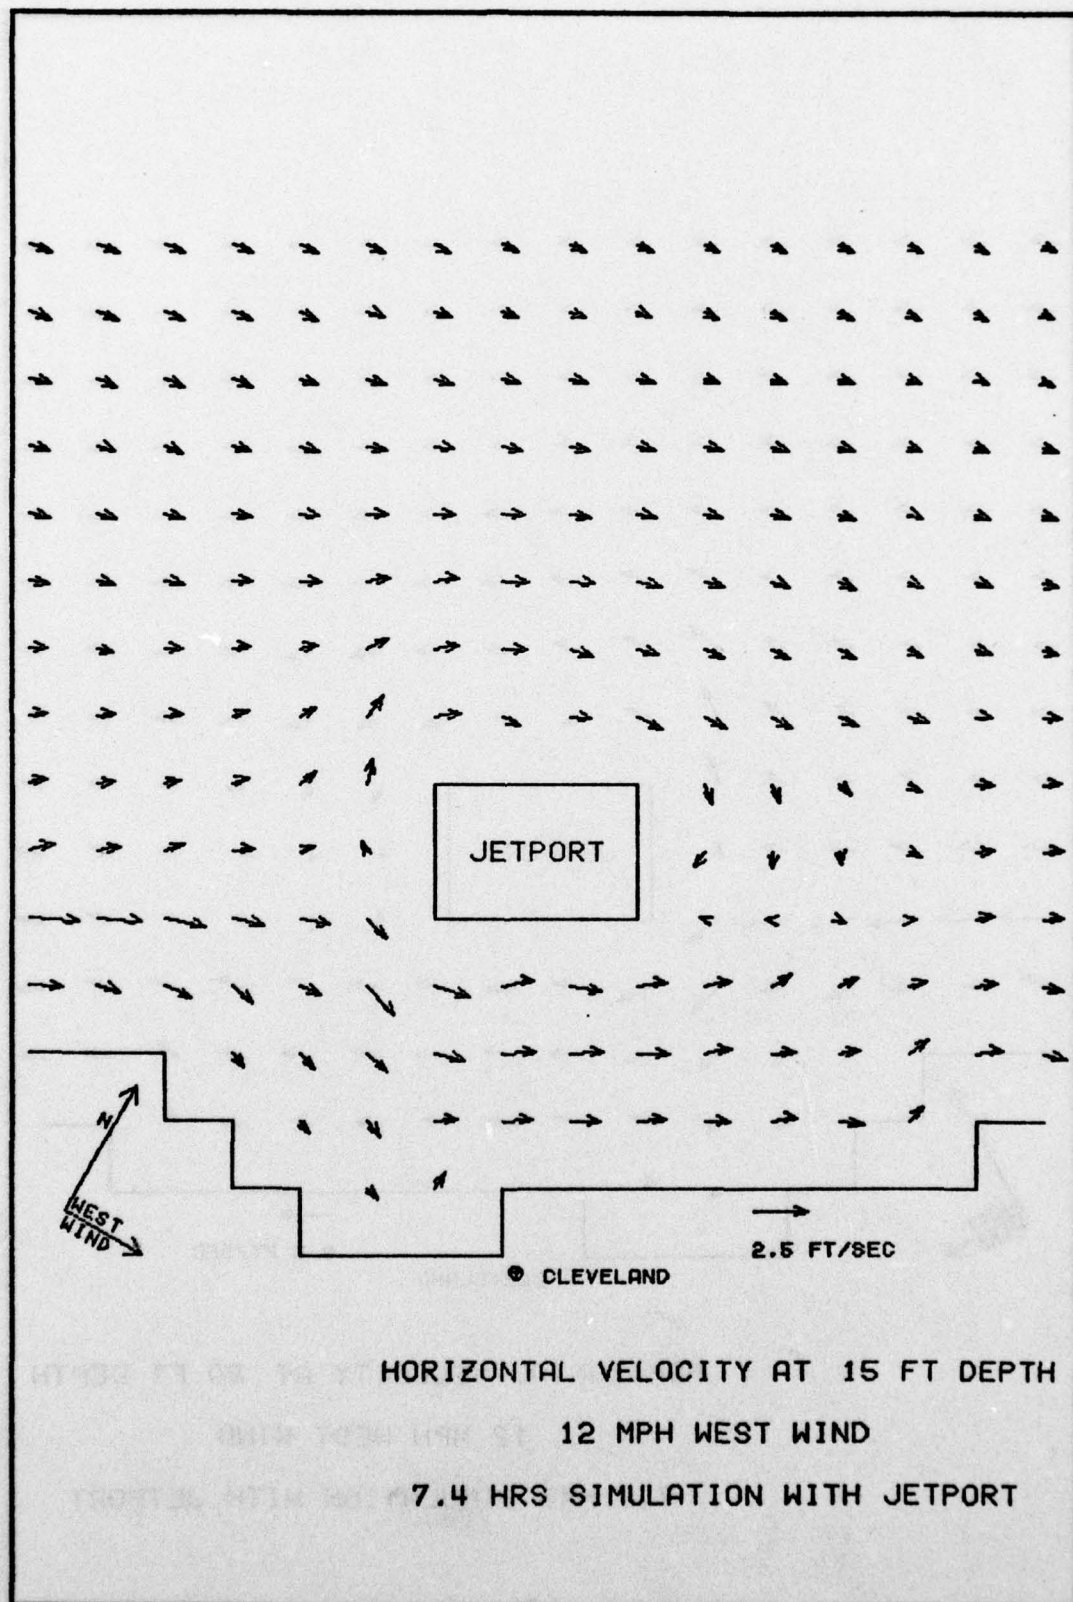 JETPORT
N
WEST
WIND
2.5 FT/SEC
CLEVELAND
HORIZONTAL VELOCITY AT 15 FT DEPTH
12 MPH WEST WIND
7.4 HRS SIMULATION WITH JETPORT